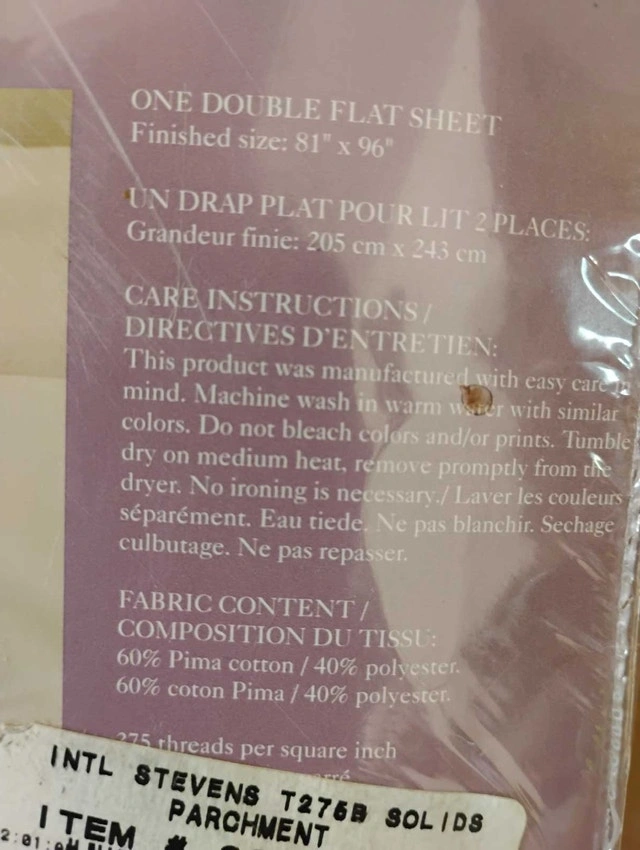 ONE DOUBLE FLAT SHEET
Finished size: 81" x 96"
UN DRAP PLAT POUR LIT 2 PLACES:
Grandeur finie: 205 cm x 243 cm
CARE INSTRUCTIONS /
DIRECTIVES D'ENTRETIEN:
This product was manufactured with easy care in
mind. Machine wash in warm water with similar
colors. Do not bleach colors and/or prints. Tumble
dry on medium heat, remove promptly from the
dryer. No ironing is necessary./ Laver les couleurs
séparément. Eau tiede. Ne pas blanchir. Sechage
culbutage. Ne pas repasser.
FABRIC CONTENT /
COMPOSITION DU TISSU:
60% Pima cotton / 40% polyester.
60% coton Pima / 40% polyester.
275 threads per square inch
INTL STEVENS T275B SOLIDS
PARCHMENT
ITEM #